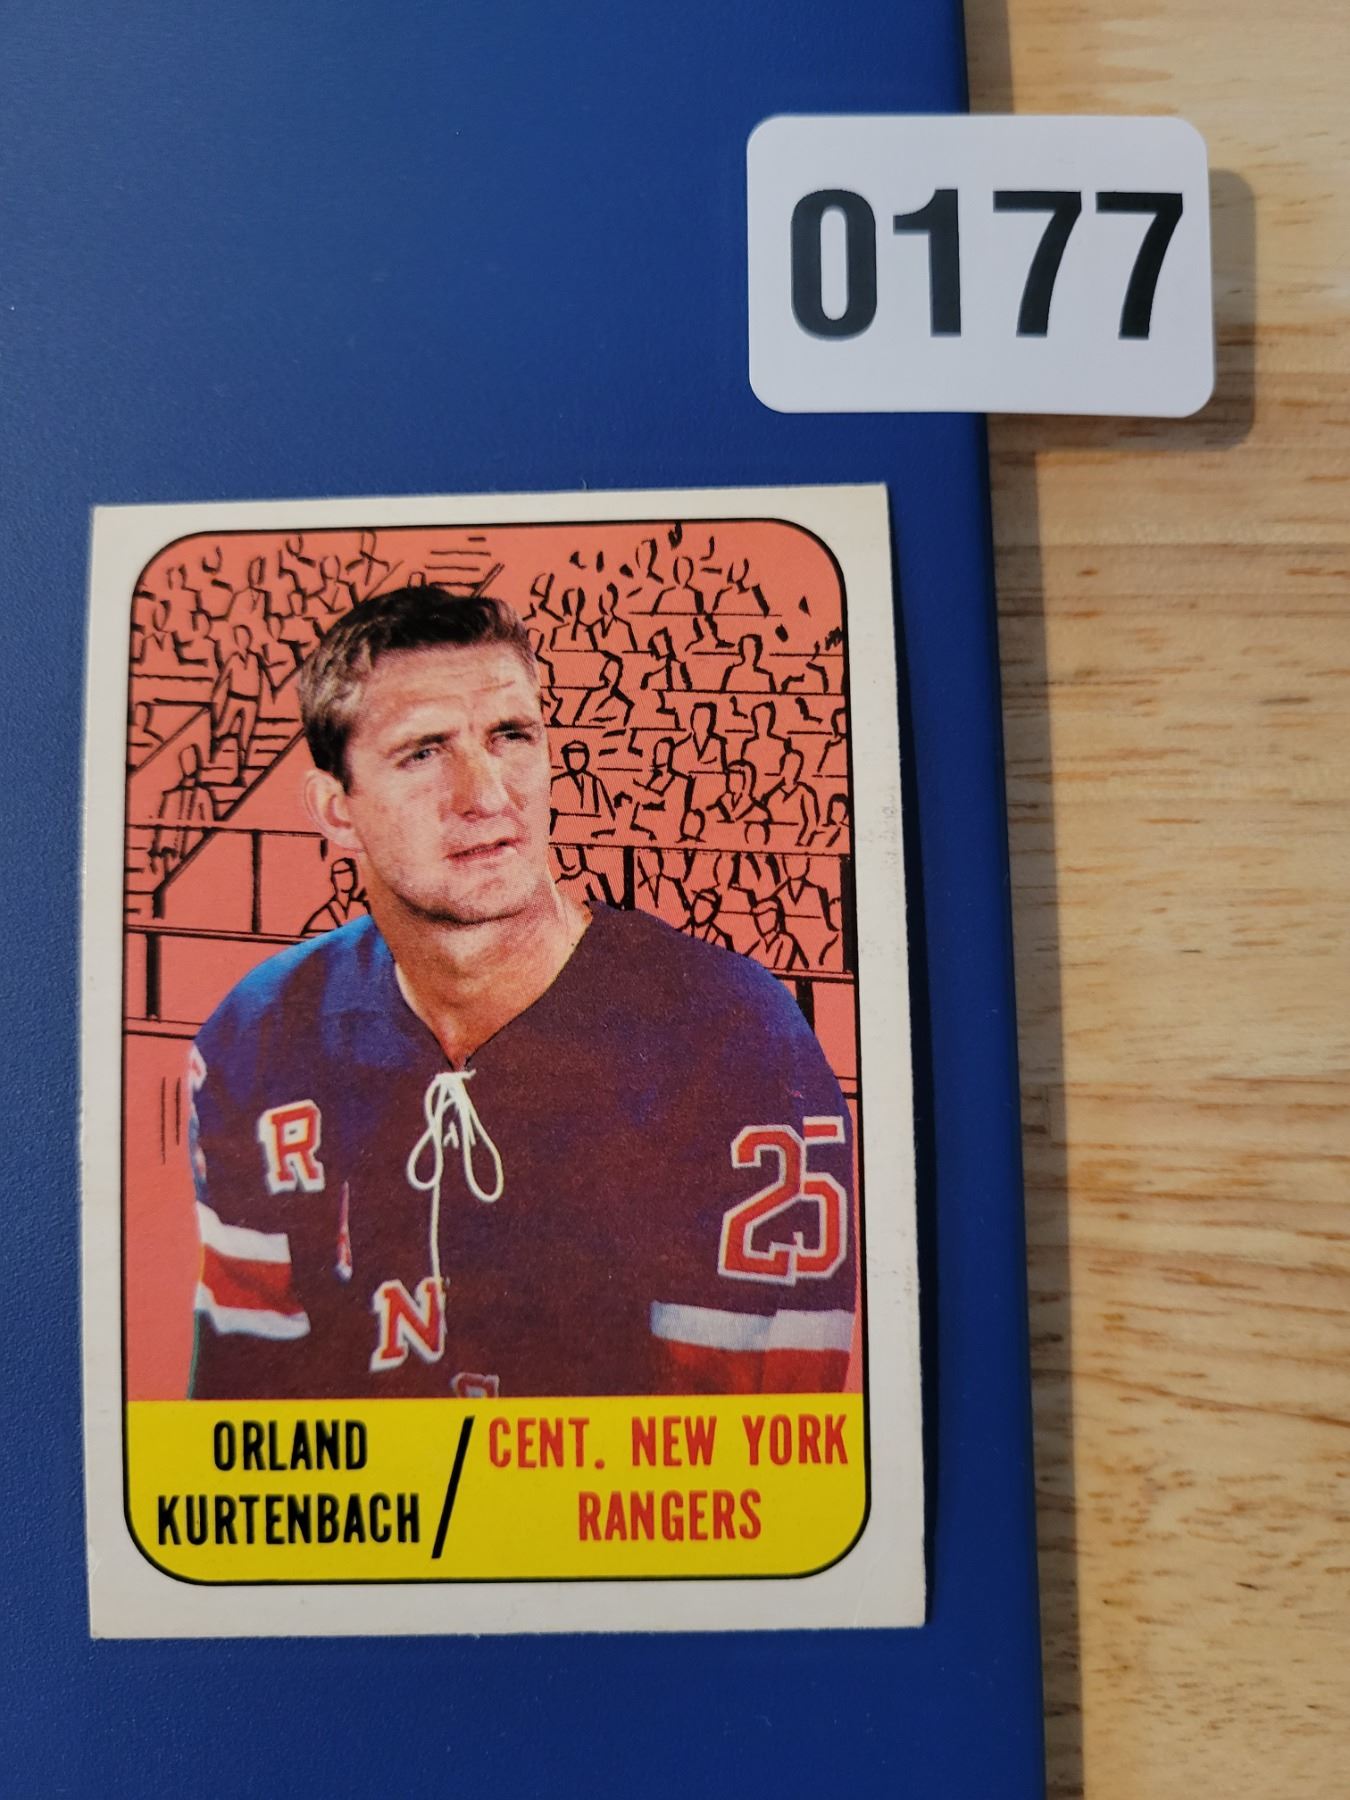 0177
R
25
N
ORLAND
KURTENBACH
/
CENT. NEW YORK
RANGERS